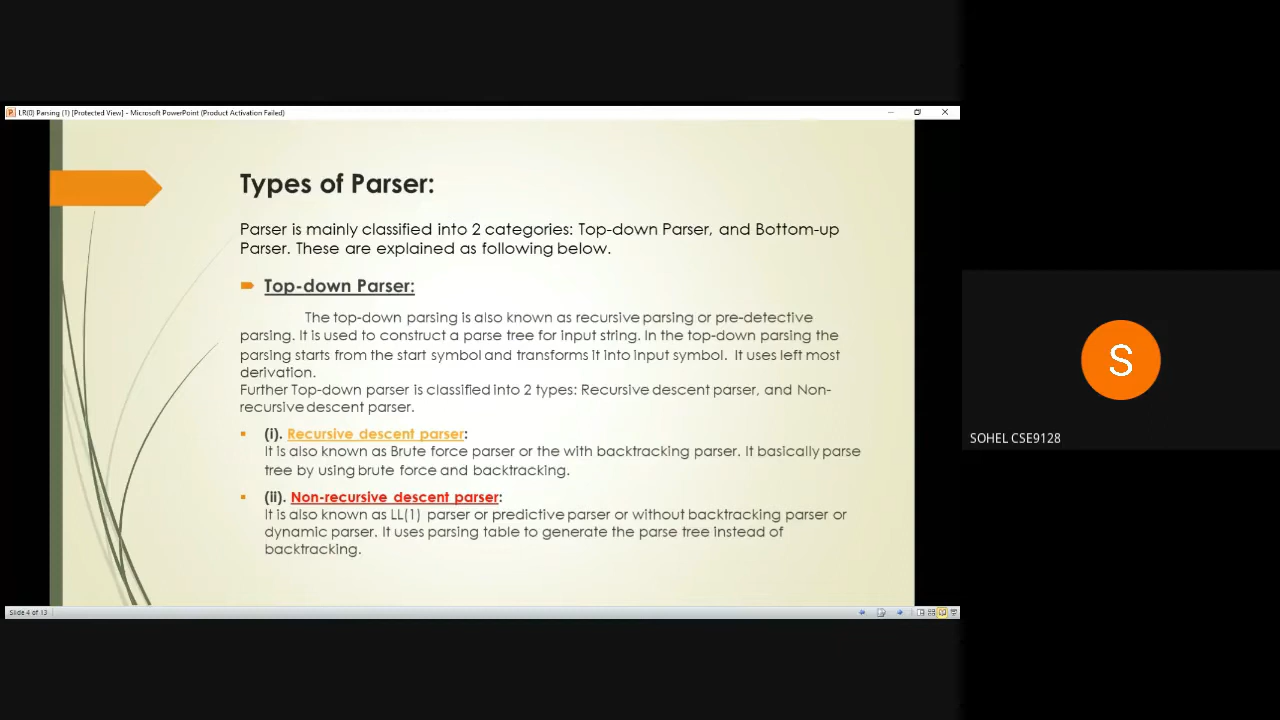 LR(0) Parsing (1) [Protected View] - Microsoft PowerPoint (Product Activation Failed)
Types of Parser:
Parser is mainly classified into 2 categories: Top-down Parser, and Bottom-up
Parser. These are explained as following below.
Top-down Parser:
The top-down parsing is also known as recursive parsing or pre-detective
parsing. It is used to construct a parse tree for input string. In the top-down parsing the
parsing starts from the start symbol and transforms it into input symbol. It uses left most
derivation.
Further Top-down parser is classified into 2 types: Recursive descent parser, and Non-
recursive descent parser.
(i). Recursive descent parser:
It is also known as Brute force parser or the with backtracking parser. It basically parse
tree by using brute force and backtracking.
(ii). Non-recursive descent parser:
It is also known as LL(1) parser or predictive parser or without backtracking parser or
dynamic parser. It uses parsing table to generate the parse tree instead of
backtracking.
Slide 4 of 13
S
SOHEL CSE9128